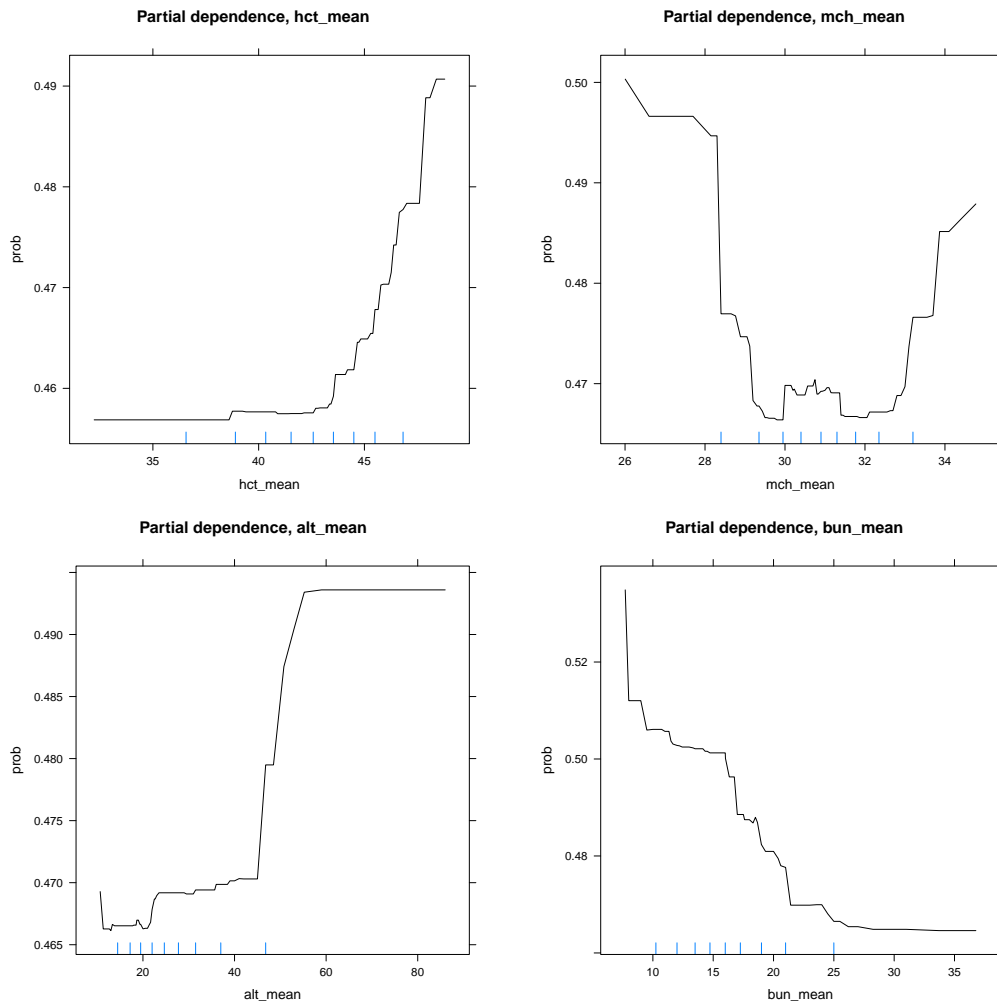 Partial dependence, hct_mean
0.49
0.48
0.47
0.46
prob
35 40 45
hct_mean
Partial dependence, mch_mean
0.50
0.49
0.48
0.47
prob
26 28 30 32 34
mch_mean
Partial dependence, alt_mean
0.490
0.485
0.480
0.475
0.470
0.465
prob
20 40 60 80
alt_mean
Partial dependence, bun_mean
0.52
0.50
0.48
prob
10 15 20 25 30 35
bun_mean